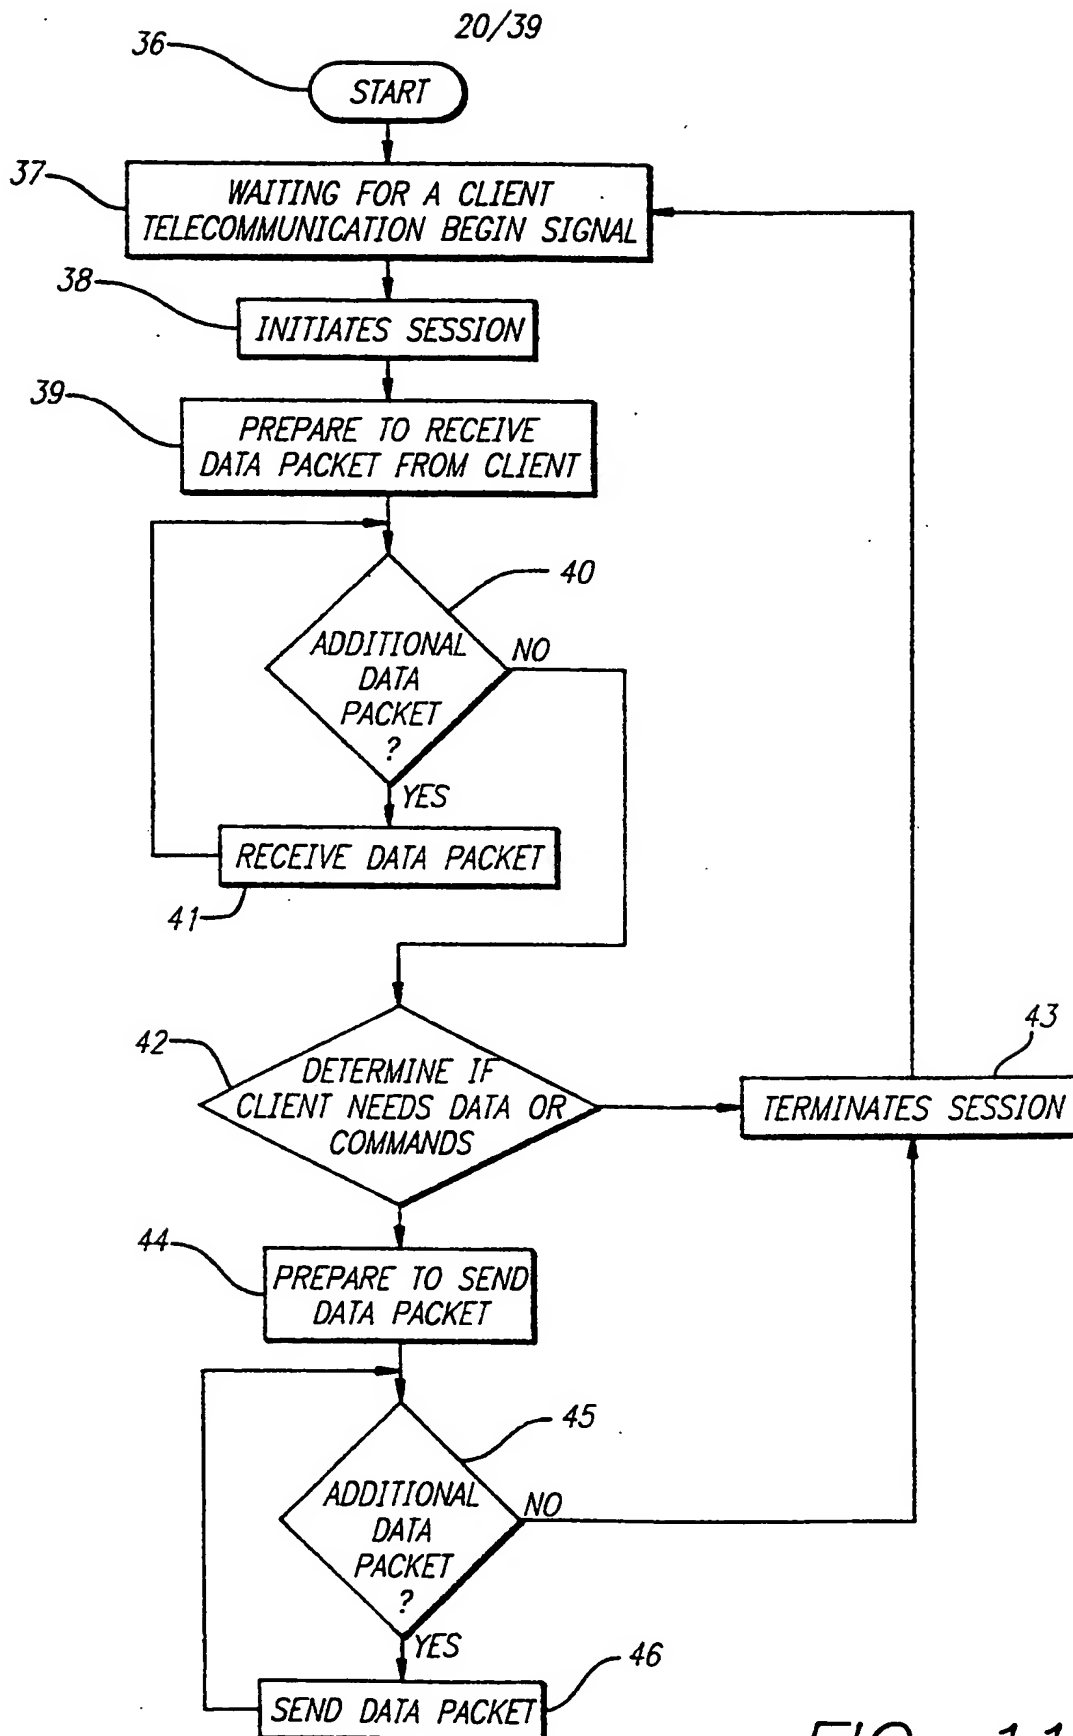 20/39
36
START
37
WAITING FOR A CLIENT
TELECOMMUNICATION BEGIN SIGNAL
38
INITIATES SESSION
39
PREPARE TO RECEIVE
DATA PACKET FROM CLIENT
40
ADDITIONAL
DATA
PACKET
?
NO
YES
RECEIVE DATA PACKET
41
42
DETERMINE IF
CLIENT NEEDS DATA OR
COMMANDS
43
TERMINATES SESSION
44
PREPARE TO SEND
DATA PACKET
45
ADDITIONAL
DATA
PACKET
?
NO
YES
46
SEND DATA PACKET
FIG. 11